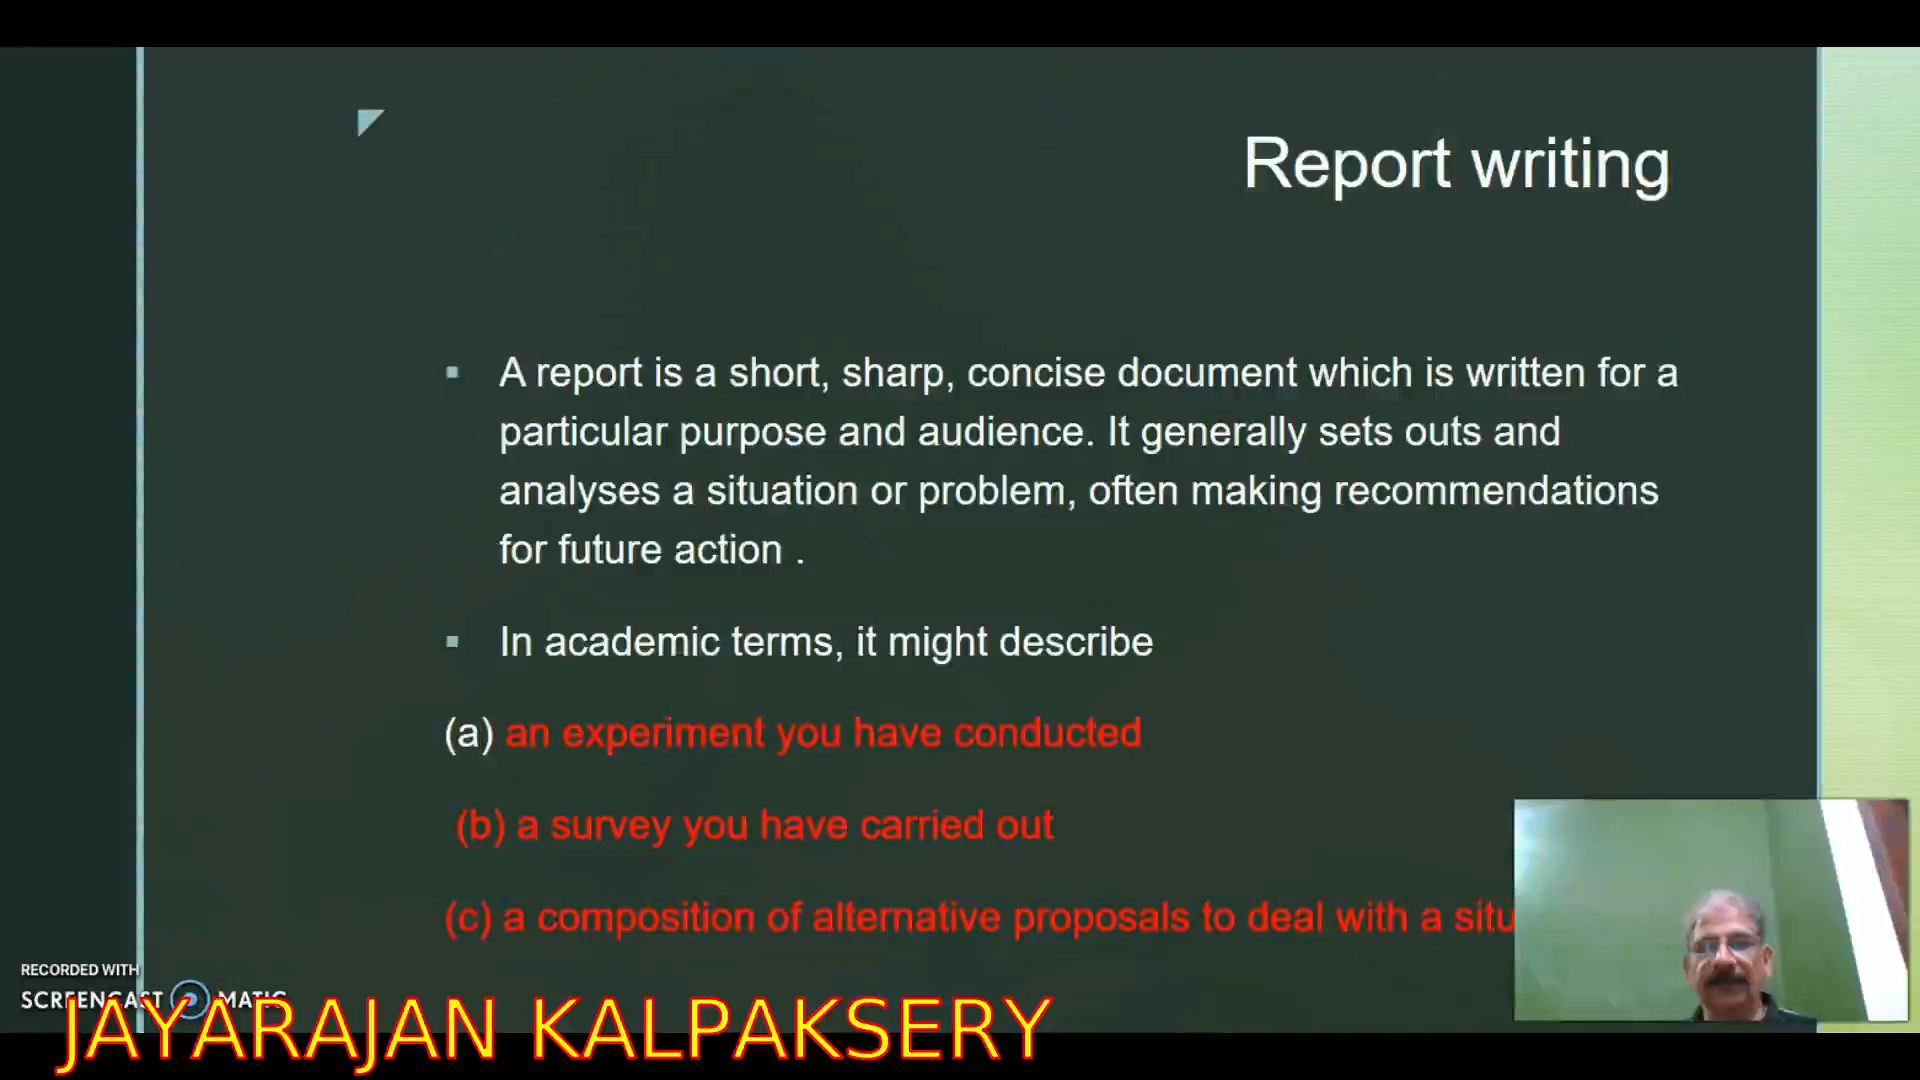 Report writing
▪ A report is a short, sharp, concise document which is written for a
particular purpose and audience. It generally sets outs and
analyses a situation or problem, often making recommendations
for future action .
▪ In academic terms, it might describe
(a) an experiment you have conducted
(b) a survey you have carried out
(c) a composition of alternative proposals to deal with a situ
RECORDED WITH
SCREENCAST MATIC
JAYARAJAN KALPAKSERY